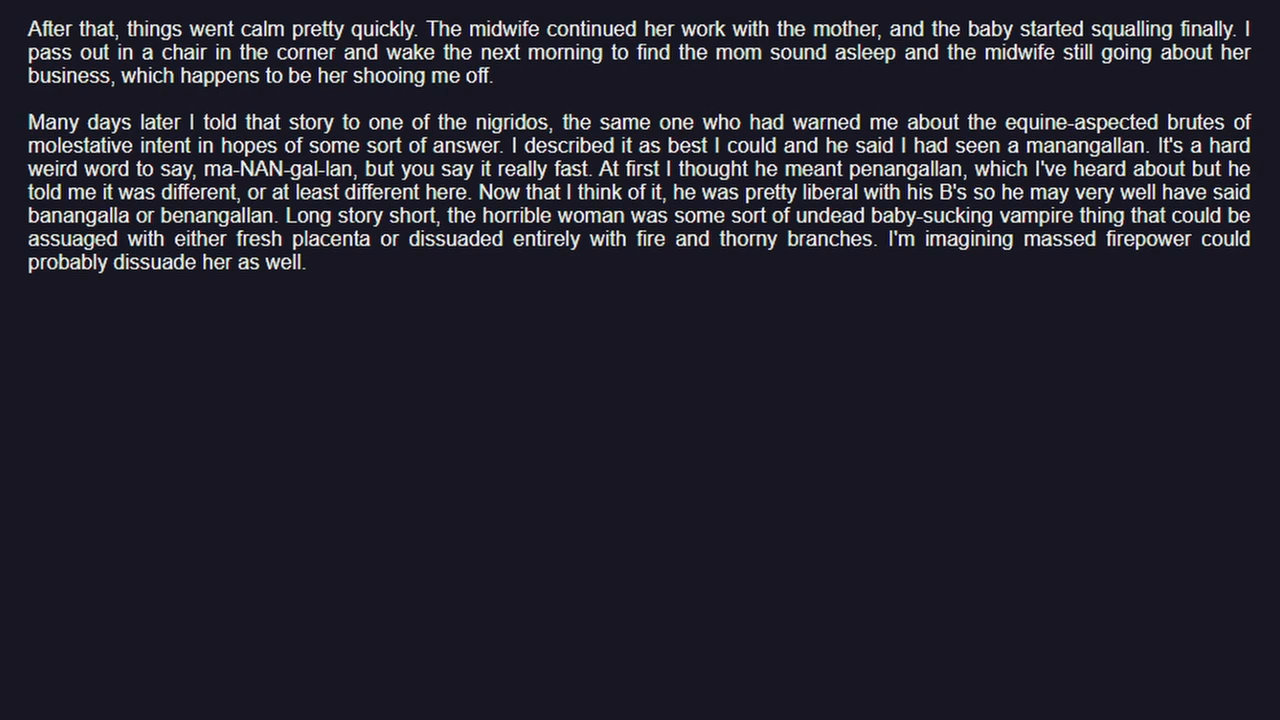 After that, things went calm pretty quickly. The midwife continued her work with the mother, and the baby started squalling finally. I
pass out in a chair in the corner and wake the next morning to find the mom sound asleep and the midwife still going about her
business, which happens to be her shooing me off.
Many days later I told that story to one of the nigridos, the same one who had warned me about the equine-aspected brutes of
molestative intent in hopes of some sort of answer. I described it as best I could and he said I had seen a manangallan. It's a hard
weird word to say, ma-NAN-gal-lan, but you say it really fast. At first I thought he meant penangallan, which I've heard about but he
told me it was different, or at least different here. Now that I think of it, he was pretty liberal with his B's so he may very well have said
banangalla or benangallan. Long story short, the horrible woman was some sort of undead baby-sucking vampire thing that could be
assuaged with either fresh placenta or dissuaded entirely with fire and thorny branches. I'm imagining massed firepower could
probably dissuade her as well.